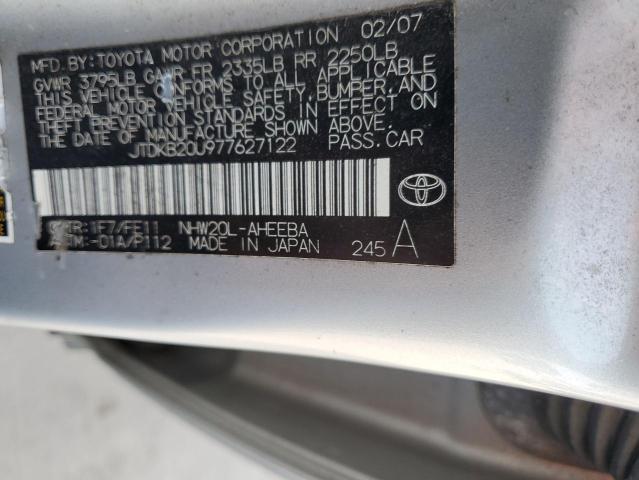 MFD. BY: TOYOTA MOTOR CORPORATION 02/07
GVWR 3795LB GAWR FR 2335LB RR 2250LB
THIS VEHICLE CONFORMS TO ALL APPLICABLE
FEDERAL MOTOR VEHICLE SAFETY, BUMPER, AND
THEFT PREVENTION STANDARDS IN EFFECT ON
THE DATE OF MANUFACTURE SHOWN ABOVE.
JTDKB20U977627122 PASS. CAR
C/TR: 1F7/FE11 NHW20L-AHEEBA
A/TM: -01A/P112 MADE IN JAPAN 245 A